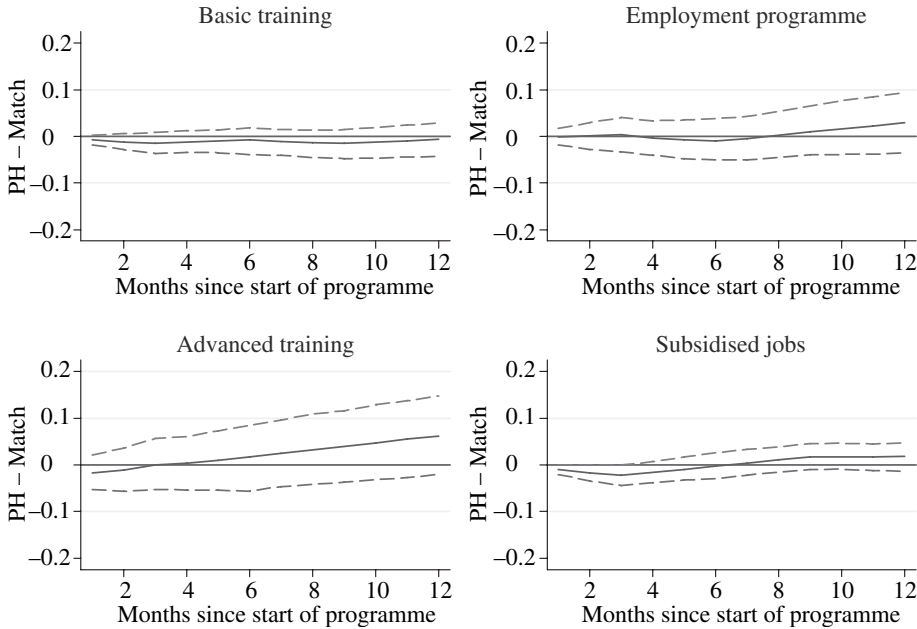 Basic training
0.2
0.1
0
–0.1
–0.2
PH – Match
2 4 6 8 10 12
Months since start of programme
Employment programme
0.2
0.1
0
–0.1
–0.2
PH – Match
2 4 6 8 10 12
Months since start of programme
Advanced training
0.2
0.1
0
–0.1
–0.2
PH – Match
2 4 6 8 10 12
Months since start of programme
Subsidised jobs
0.2
0.1
0
–0.1
–0.2
PH – Match
2 4 6 8 10 12
Months since start of programme